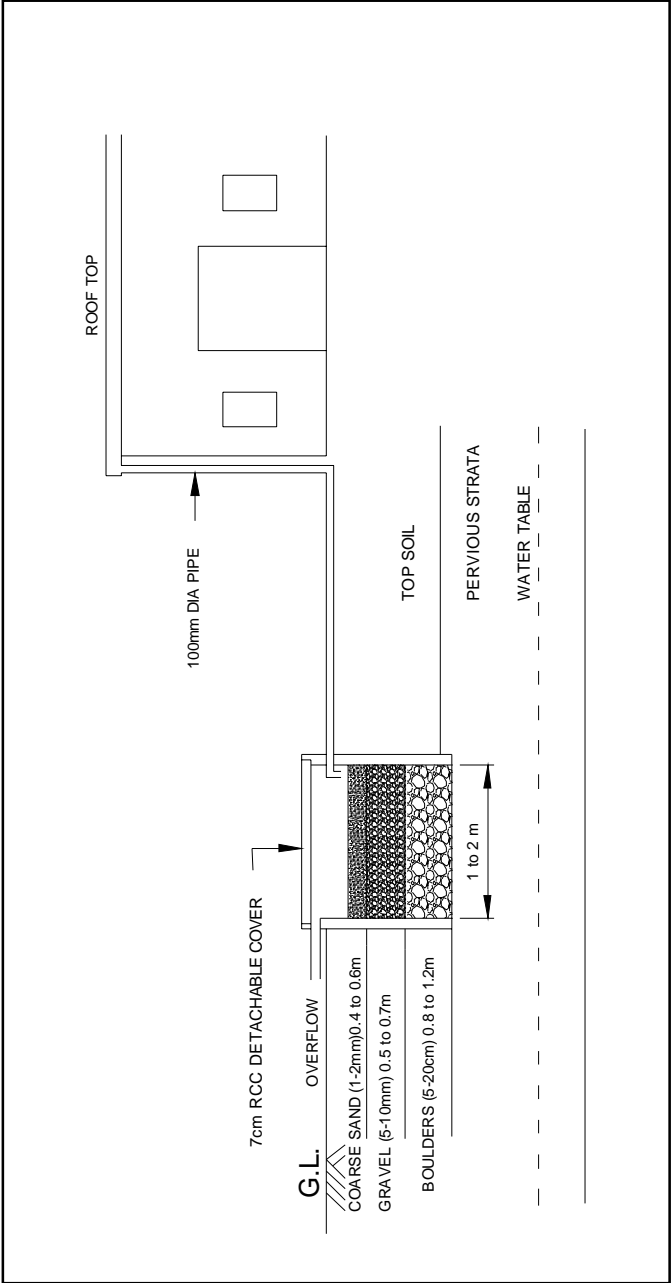 ROOF TOP
100mm DIA PIPE
7cm RCC DETACHABLE COVER
OVERFLOW
G.L.
COARSE SAND (1-2mm)0.4 to 0.6m
GRAVEL (5-10mm) 0.5 to 0.7m
BOULDERS (5-20cm) 0.8 to 1.2m
1 to 2 m
TOP SOIL
PERVIOUS STRATA
WATER TABLE